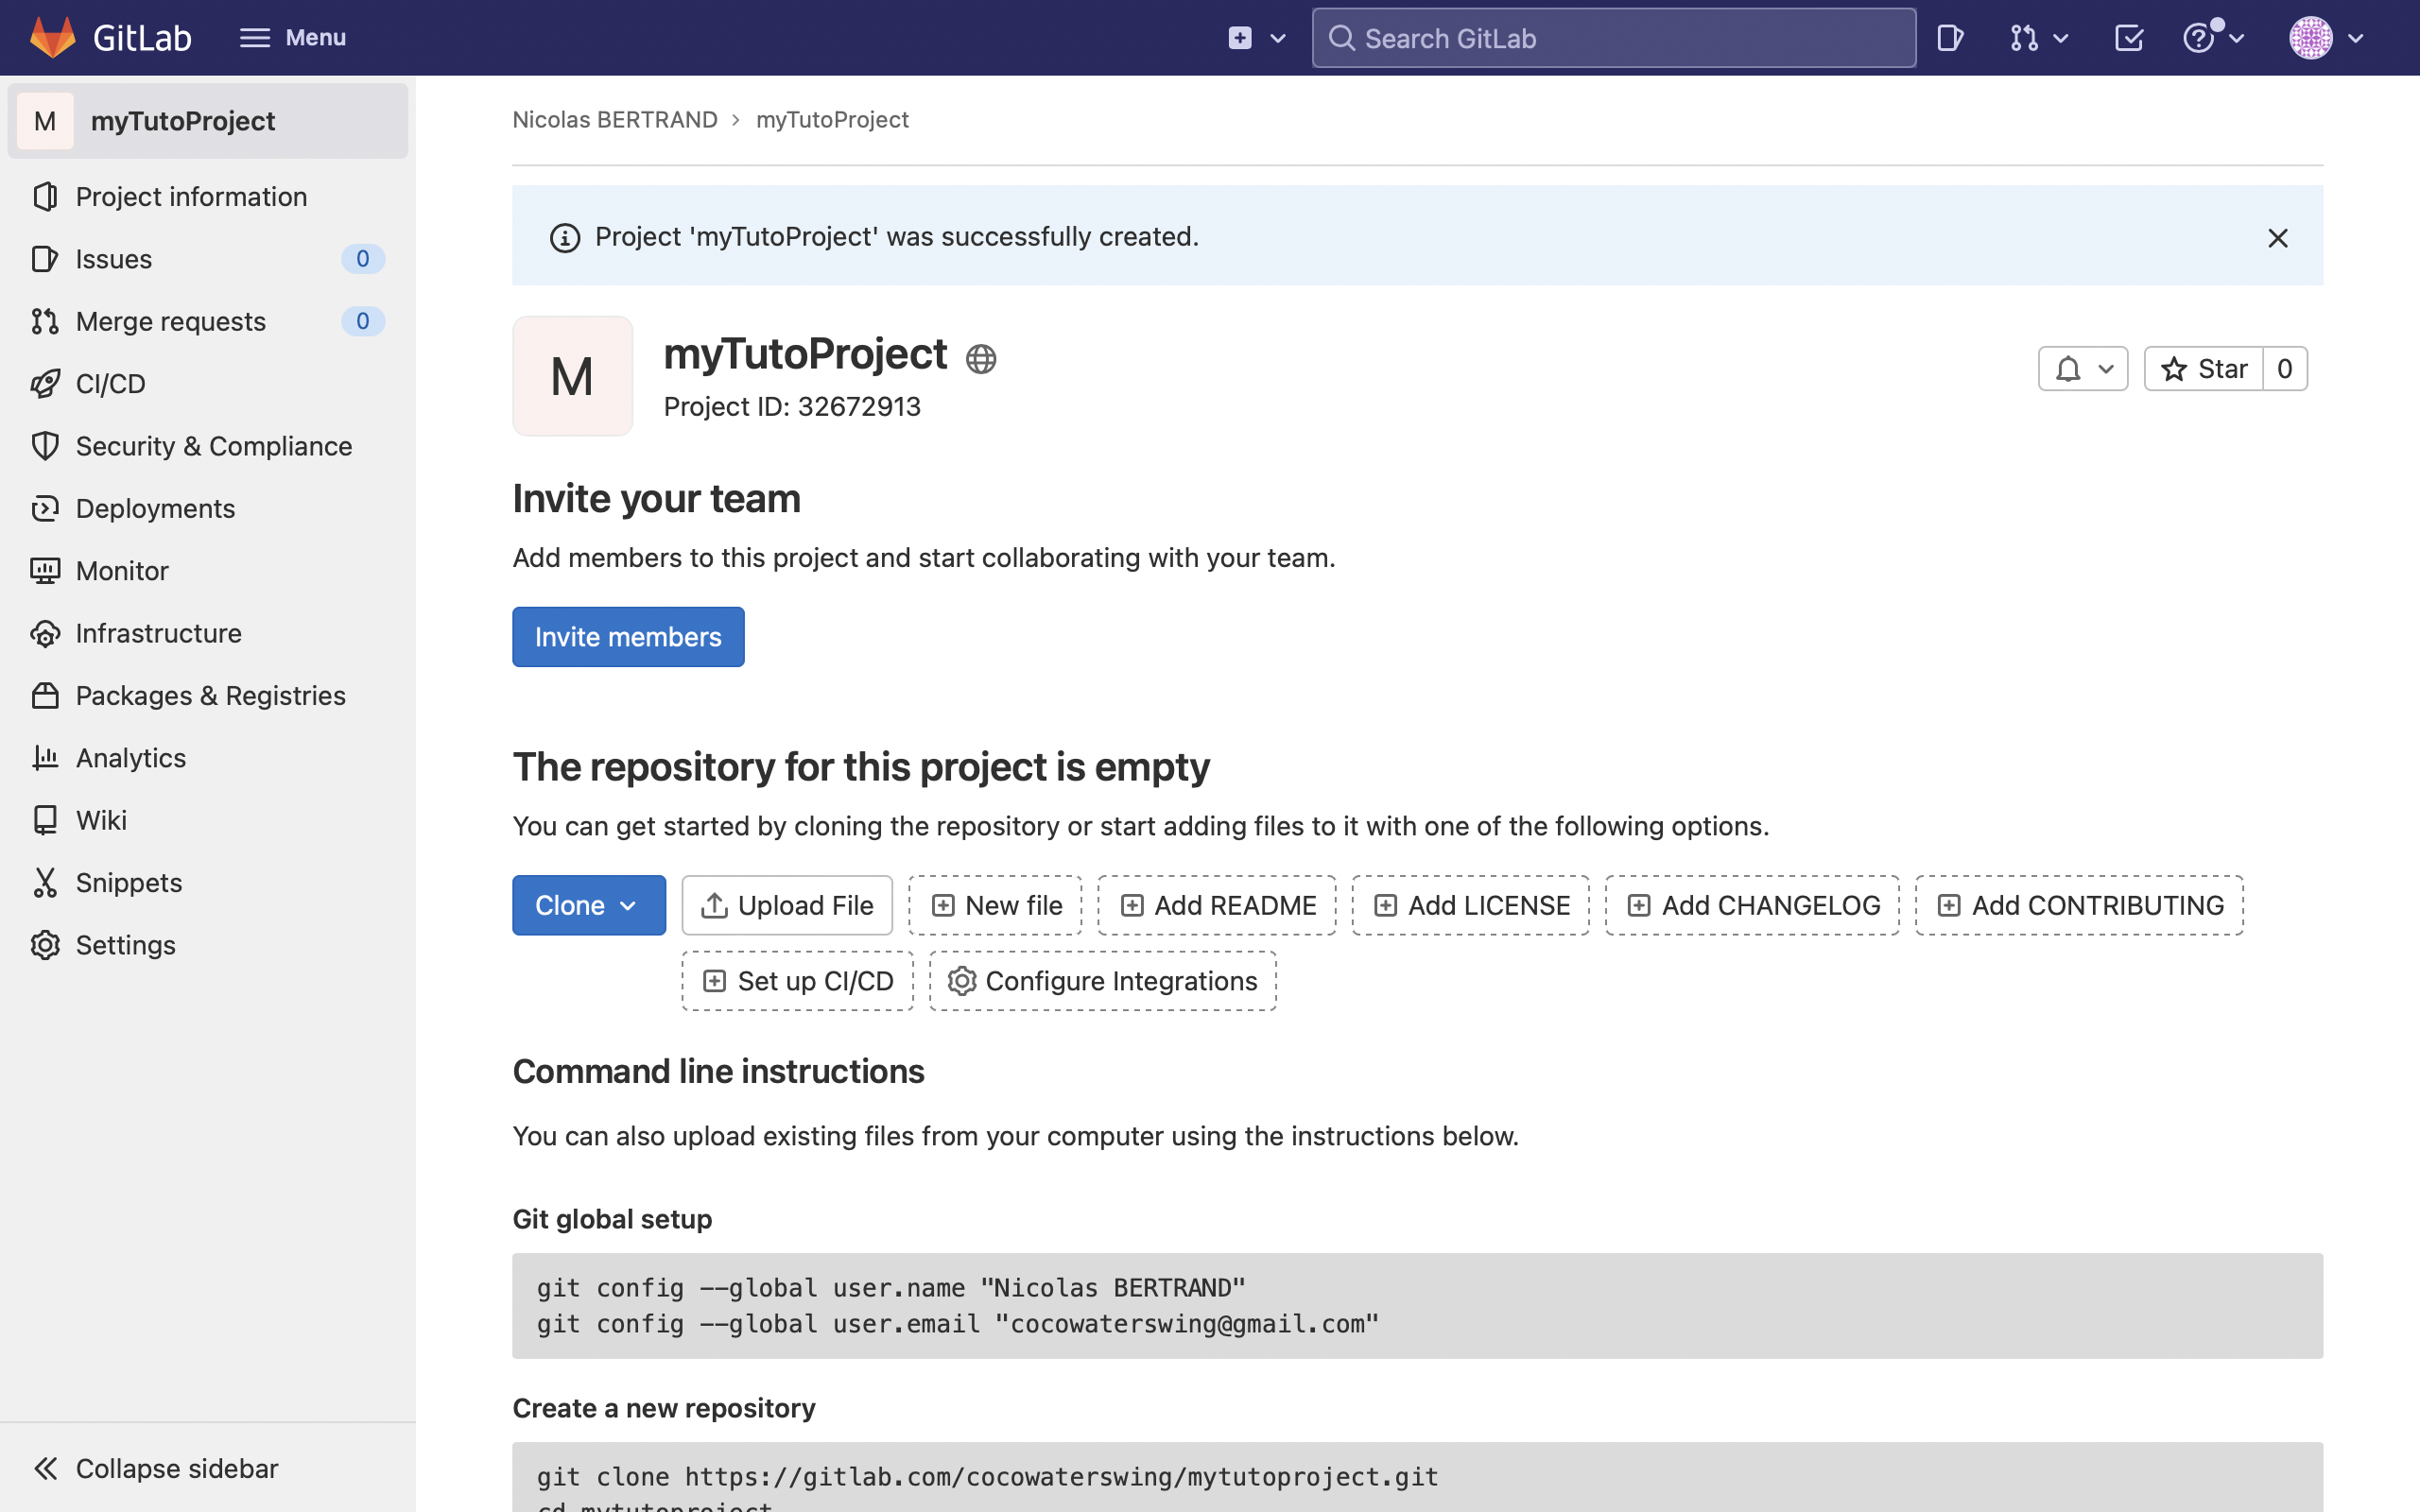 GitLab
Menu
Search GitLab
M
myTutoProject
Project information
Issues 0
Merge requests 0
CI/CD
Security & Compliance
Deployments
Monitor
Infrastructure
Packages & Registries
Analytics
Wiki
Snippets
Settings
Collapse sidebar
Nicolas BERTRAND › myTutoProject
Project 'myTutoProject' was successfully created.
M
myTutoProject
Project ID: 32672913
Star 0
Invite your team
Add members to this project and start collaborating with your team.
Invite members
The repository for this project is empty
You can get started by cloning the repository or start adding files to it with one of the following options.
Clone Upload File New file Add README Add LICENSE Add CHANGELOG Add CONTRIBUTING
Set up CI/CD Configure Integrations
Command line instructions
You can also upload existing files from your computer using the instructions below.
Git global setup
git config --global user.name "Nicolas BERTRAND"
git config --global user.email "cocowaterswing@gmail.com"
Create a new repository
git clone https://gitlab.com/cocowaterswing/mytutoproject.git
cd mytutoproject